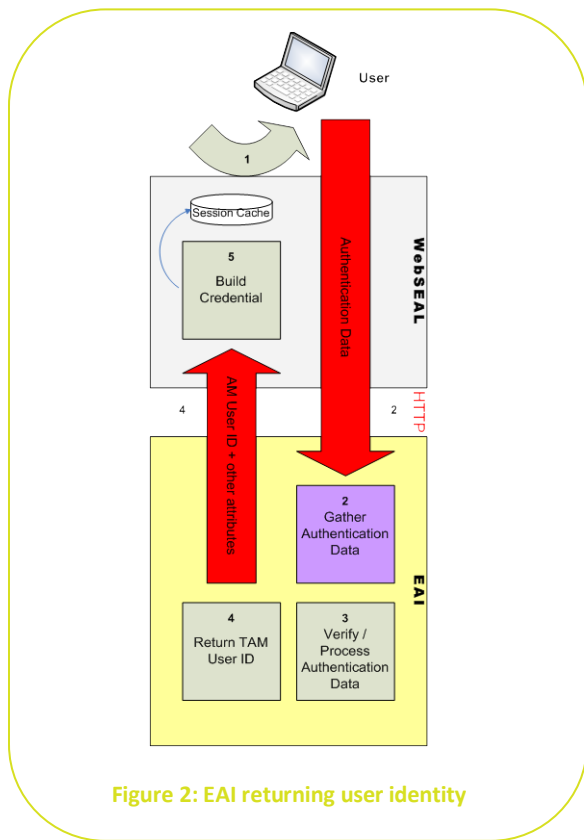 User
1
Session Cache
5
Build
Credential
Authentication Data
WebSEAL
4
AM User ID + other
attributes
2
HTTP
2
Gather
Authentication
Data
EAI
4
Return TAM
User ID
3
Verify /
Process
Authentication
Data
Figure 2: EAI returning user identity